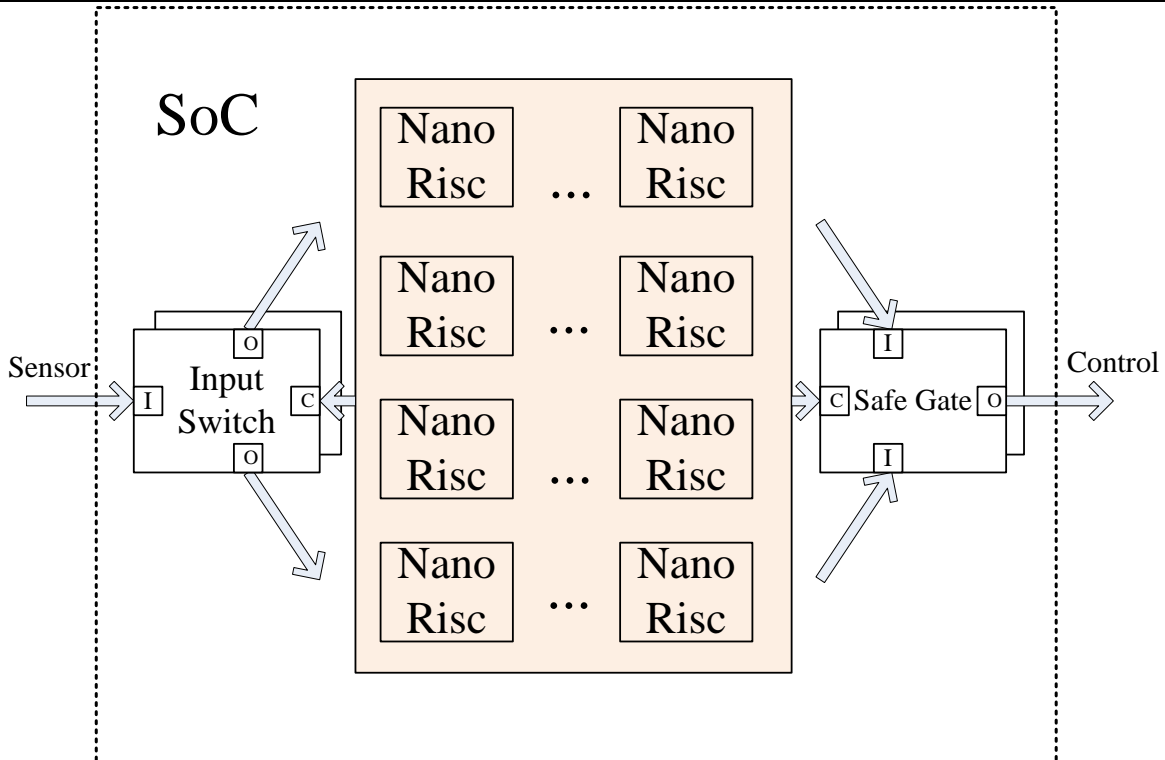 SoC
Nano
Risc
...
Nano
Risc
Nano
Risc
...
Nano
Risc
Sensor
I
O
Input
Switch
C
O
Nano
Risc
...
Nano
Risc
Nano
Risc
...
Nano
Risc
I
C
Safe Gate
O
I
Control